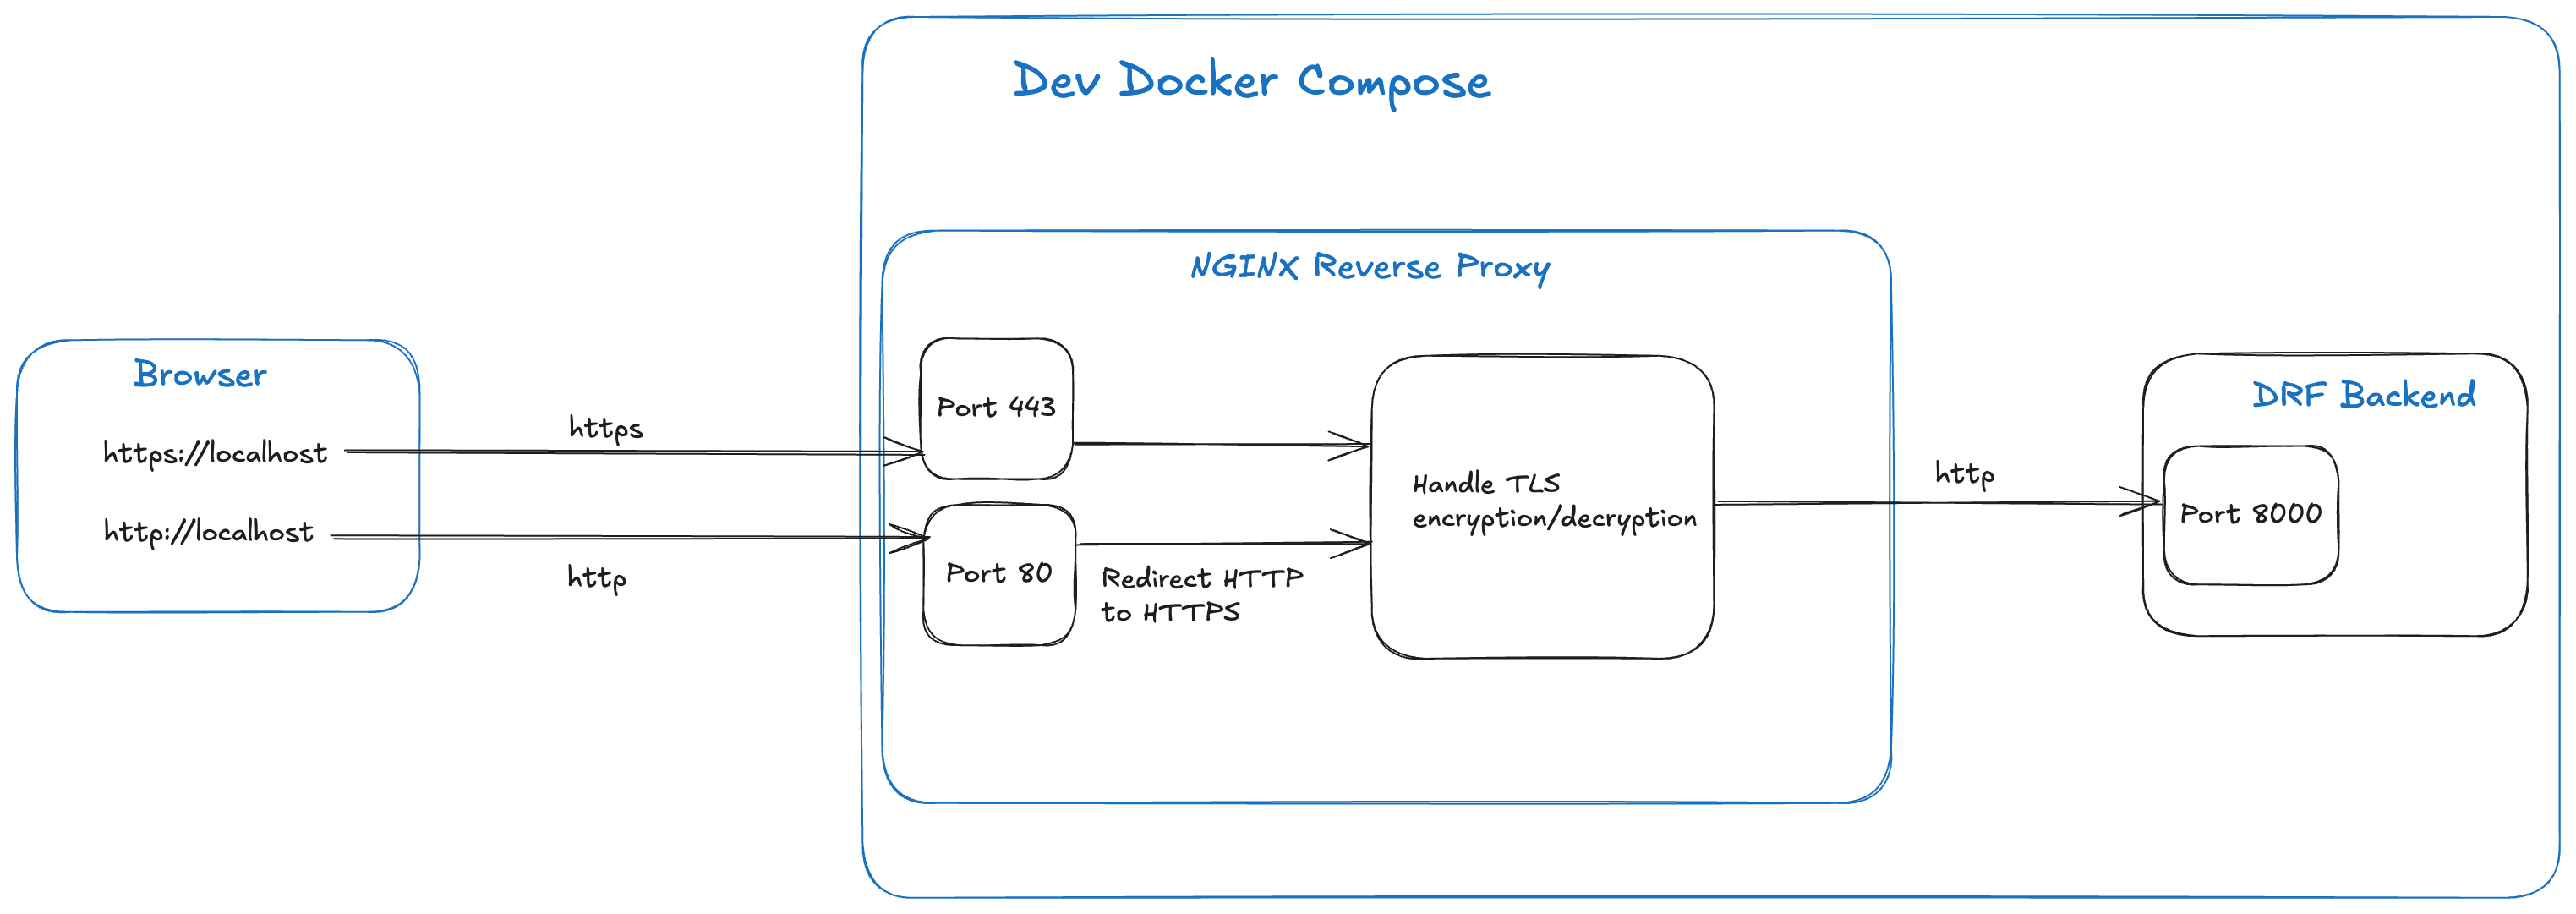 Dev Docker Compose
NGINX Reverse Proxy
Browser
https://localhost
http://localhost
https
http
Port 443
Port 80
Redirect HTTP
to HTTPS
Handle TLS
encryption/decryption
http
DRF Backend
Port 8000